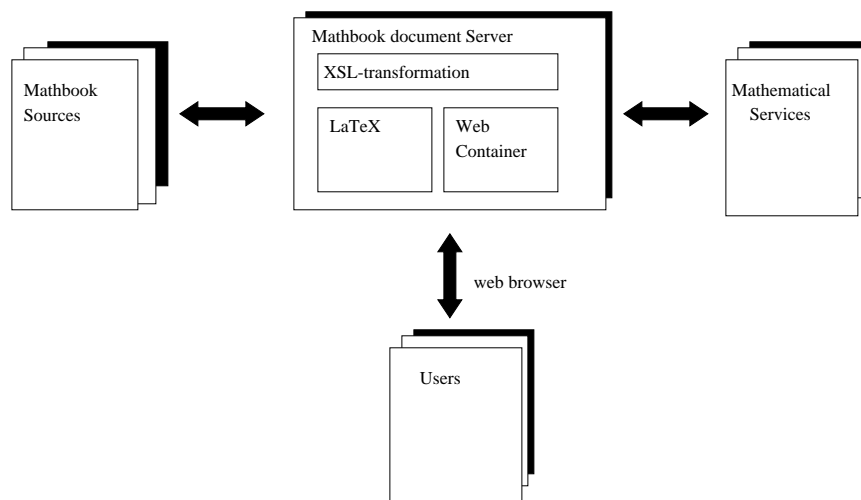 Mathbook document Server
XSL-transformation
Mathbook
Sources
LaTeX
Web
Container
Mathematical
Services
web browser
Users